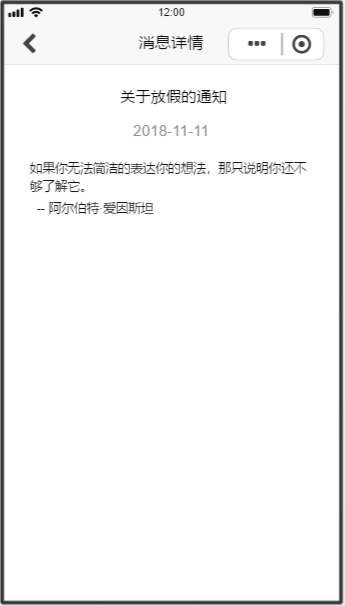 12:00
消息详情
关于放假的通知
2018-11-11
如果你无法简洁的表达你的想法，那只说明你还不
够了解它。
-- 阿尔伯特·爱因斯坦